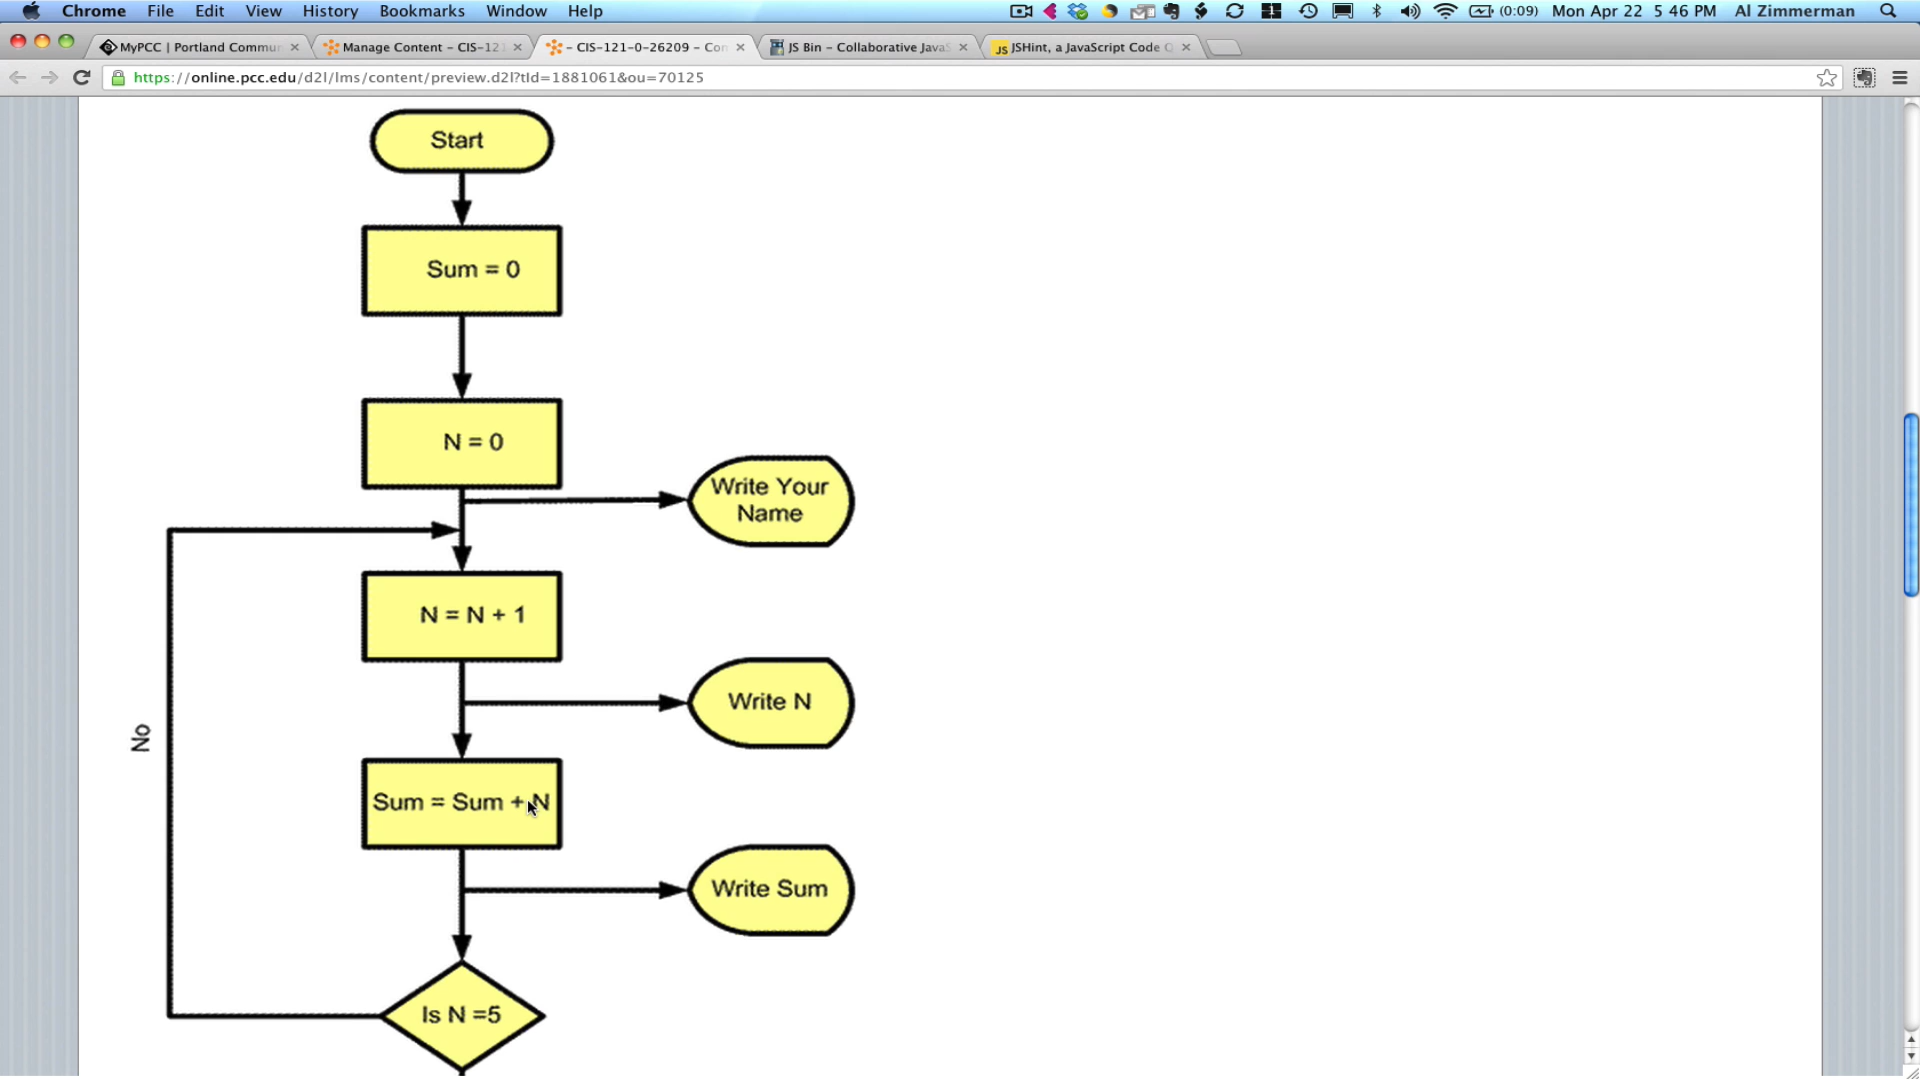 Chrome File Edit View History Bookmarks Window Help (0:09) Mon Apr 22 5:46 PM Al Zimmerman
MyPCC | Portland Commu Manage Content – CIS-121 – CIS-121-0-26209 – Con JS Bin – Collaborative JavaS JSHint, a JavaScript Code Q
https://online.pcc.edu/d2l/lms/content/preview.d2l?tId=1881061&ou=70125
Start
Sum = 0
N = 0
Write Your
Name
N = N + 1
Write N
No
Sum = Sum + N
Write Sum
Is N =5